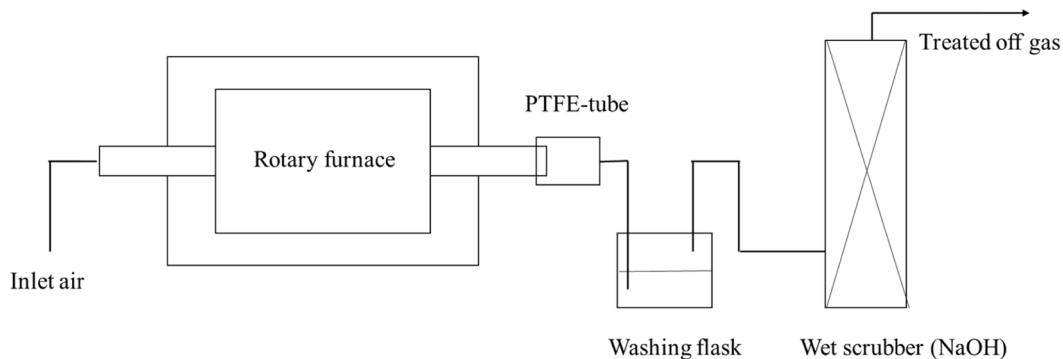 Treated off gas
PTFE-tube
Rotary furnace
Inlet air
Washing flask
Wet scrubber (NaOH)